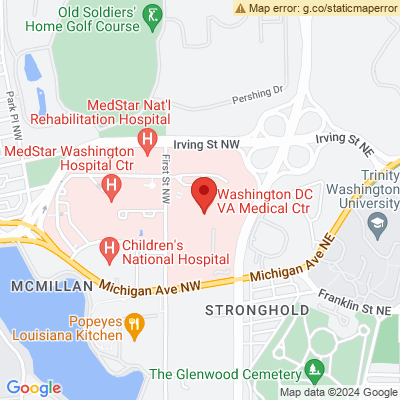 Map error: g.co/staticmaperror
Old Soldiers'
Home Golf Course
Pershing Dr
Park Pl NW
MedStar Nat'l
Rehabilitation Hospital
Irving St NW
Irving St NE
MedStar Washington
Hospital Ctr
First St NW
Trinity
Washington
University
Washington DC
VA Medical Ctr
Children's
National Hospital
Michigan Ave NE
MCMILLAN
Michigan Ave NW
Franklin St NE
STRONGHOLD
Popeyes
Louisiana Kitchen
The Glenwood Cemetery
Google
Map data ©2024 Google